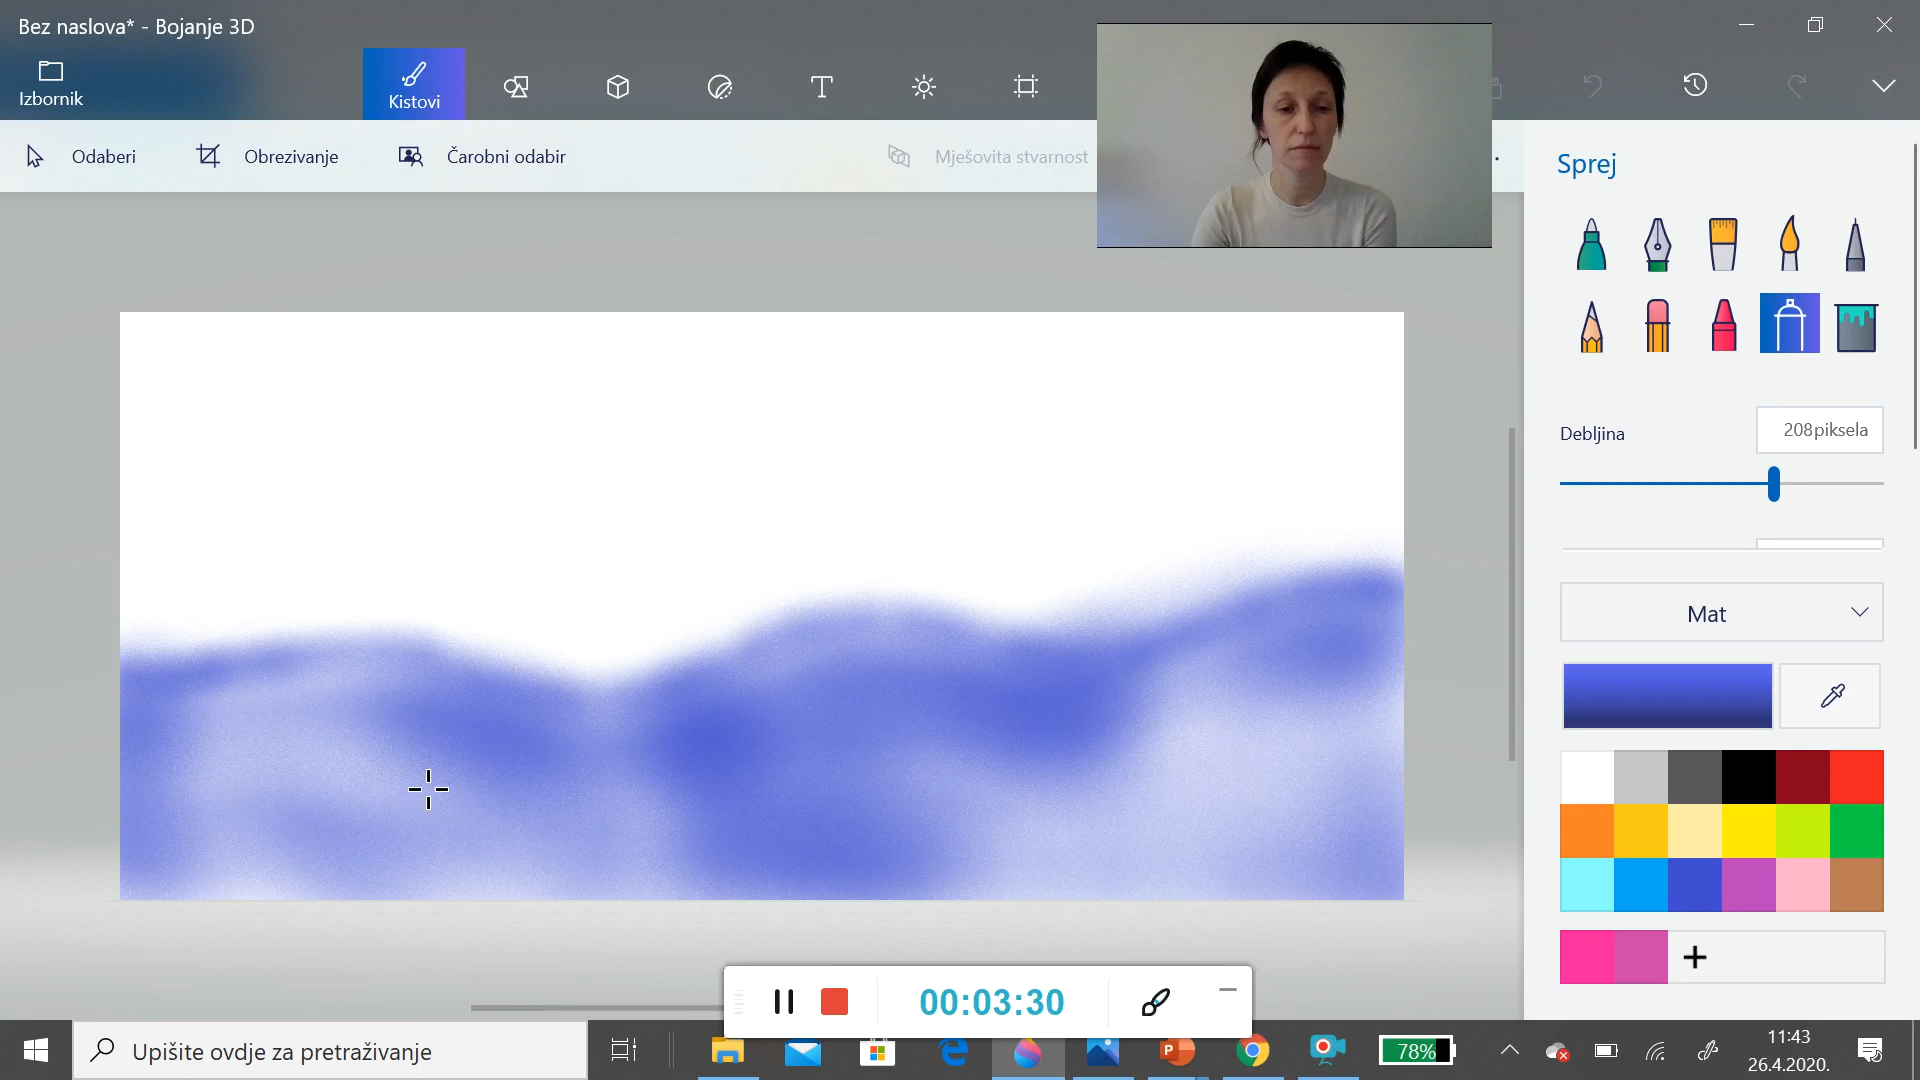 Bez naslova* - Bojanje 3D
Izbornik
Kistovi
Odaberi
Obrezivanje
Čarobni odabir
Mješovita stvarnost
Sprej
Debljina
208piksela
Mat
00:03:30
Upišite ovdje za pretraživanje
78%
11:43
26.4.2020.